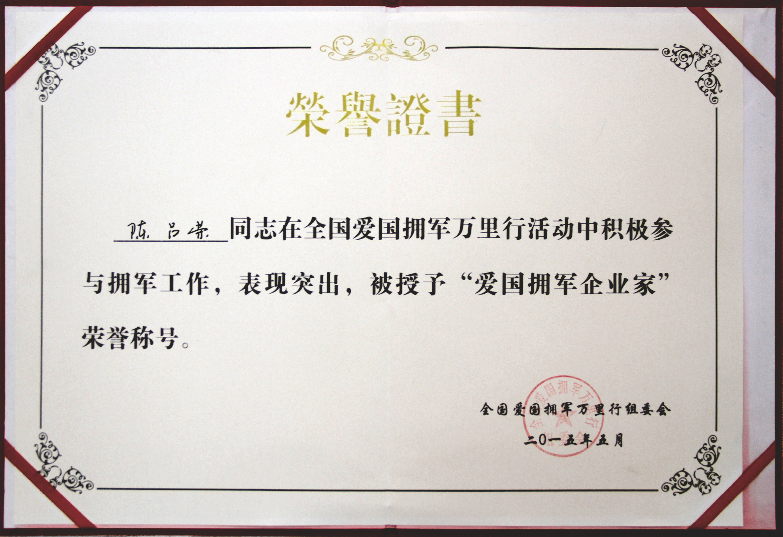 榮譽證書
陈吕荣同志在全国爱国拥军万里行活动中积极参
与拥军工作，表现突出，被授予“爱国拥军企业家”
荣誉称号。
全国爱国拥军万里行组委会
二〇一五年五月